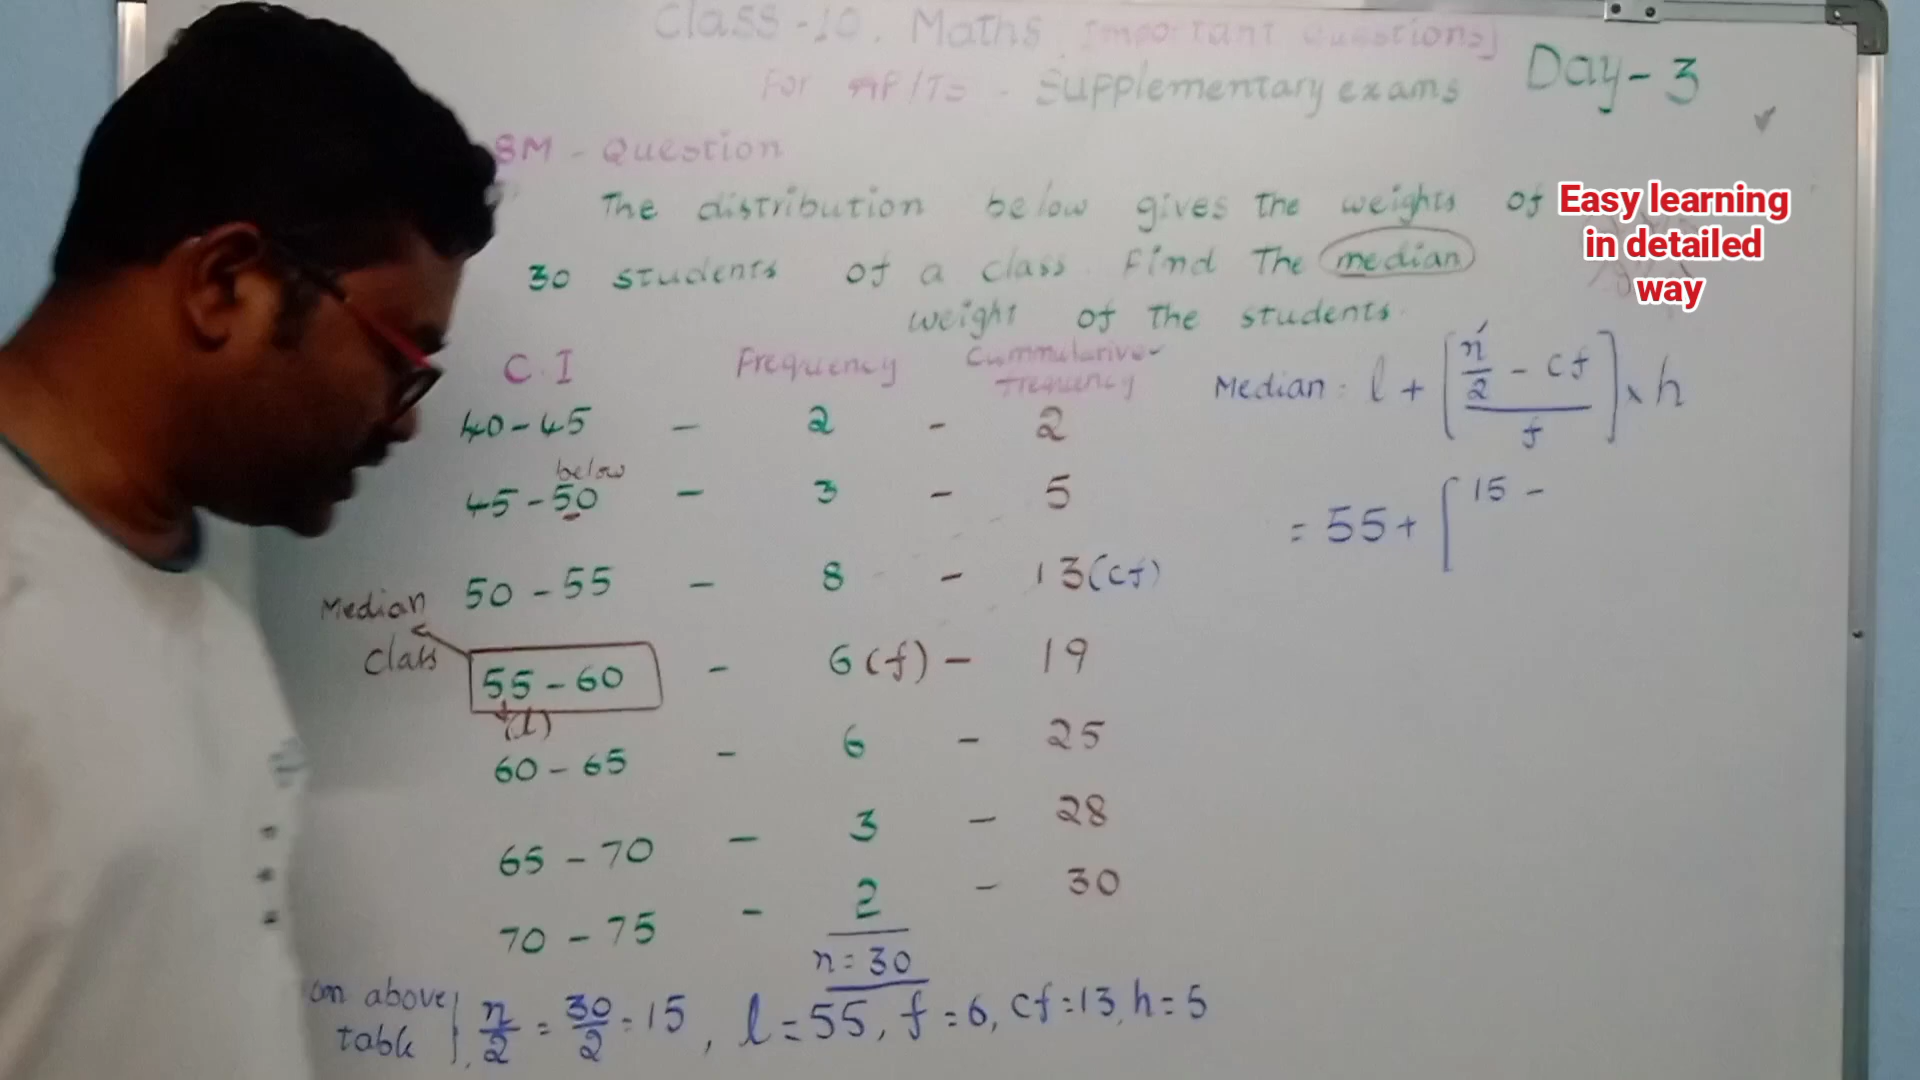 Class-10. Maths [Important Questions]
For AP/TS - Supplementary exams
Day-3
8M - Question
The distribution below gives the weights of
30 students of a class. Find the median
weight of the students.
Easy learning
in detailed
way
C.I Frequency Cummulative-
frequency
40-45 - 2 - 2
below
45-50 - 3 - 5
50-55 - 8 - 13(cf)
Median
class
55-60 - 6(f) - 19
(l)
60-65 - 6 - 25
65-70 - 3 - 28
70-75 - 2 - 30
n=30
Median = l + [n/2 - cf / f] x h
= 55 + [15 -
om above
table } n/2 = 30/2 = 15, l=55, f=6, cf=13, h=5